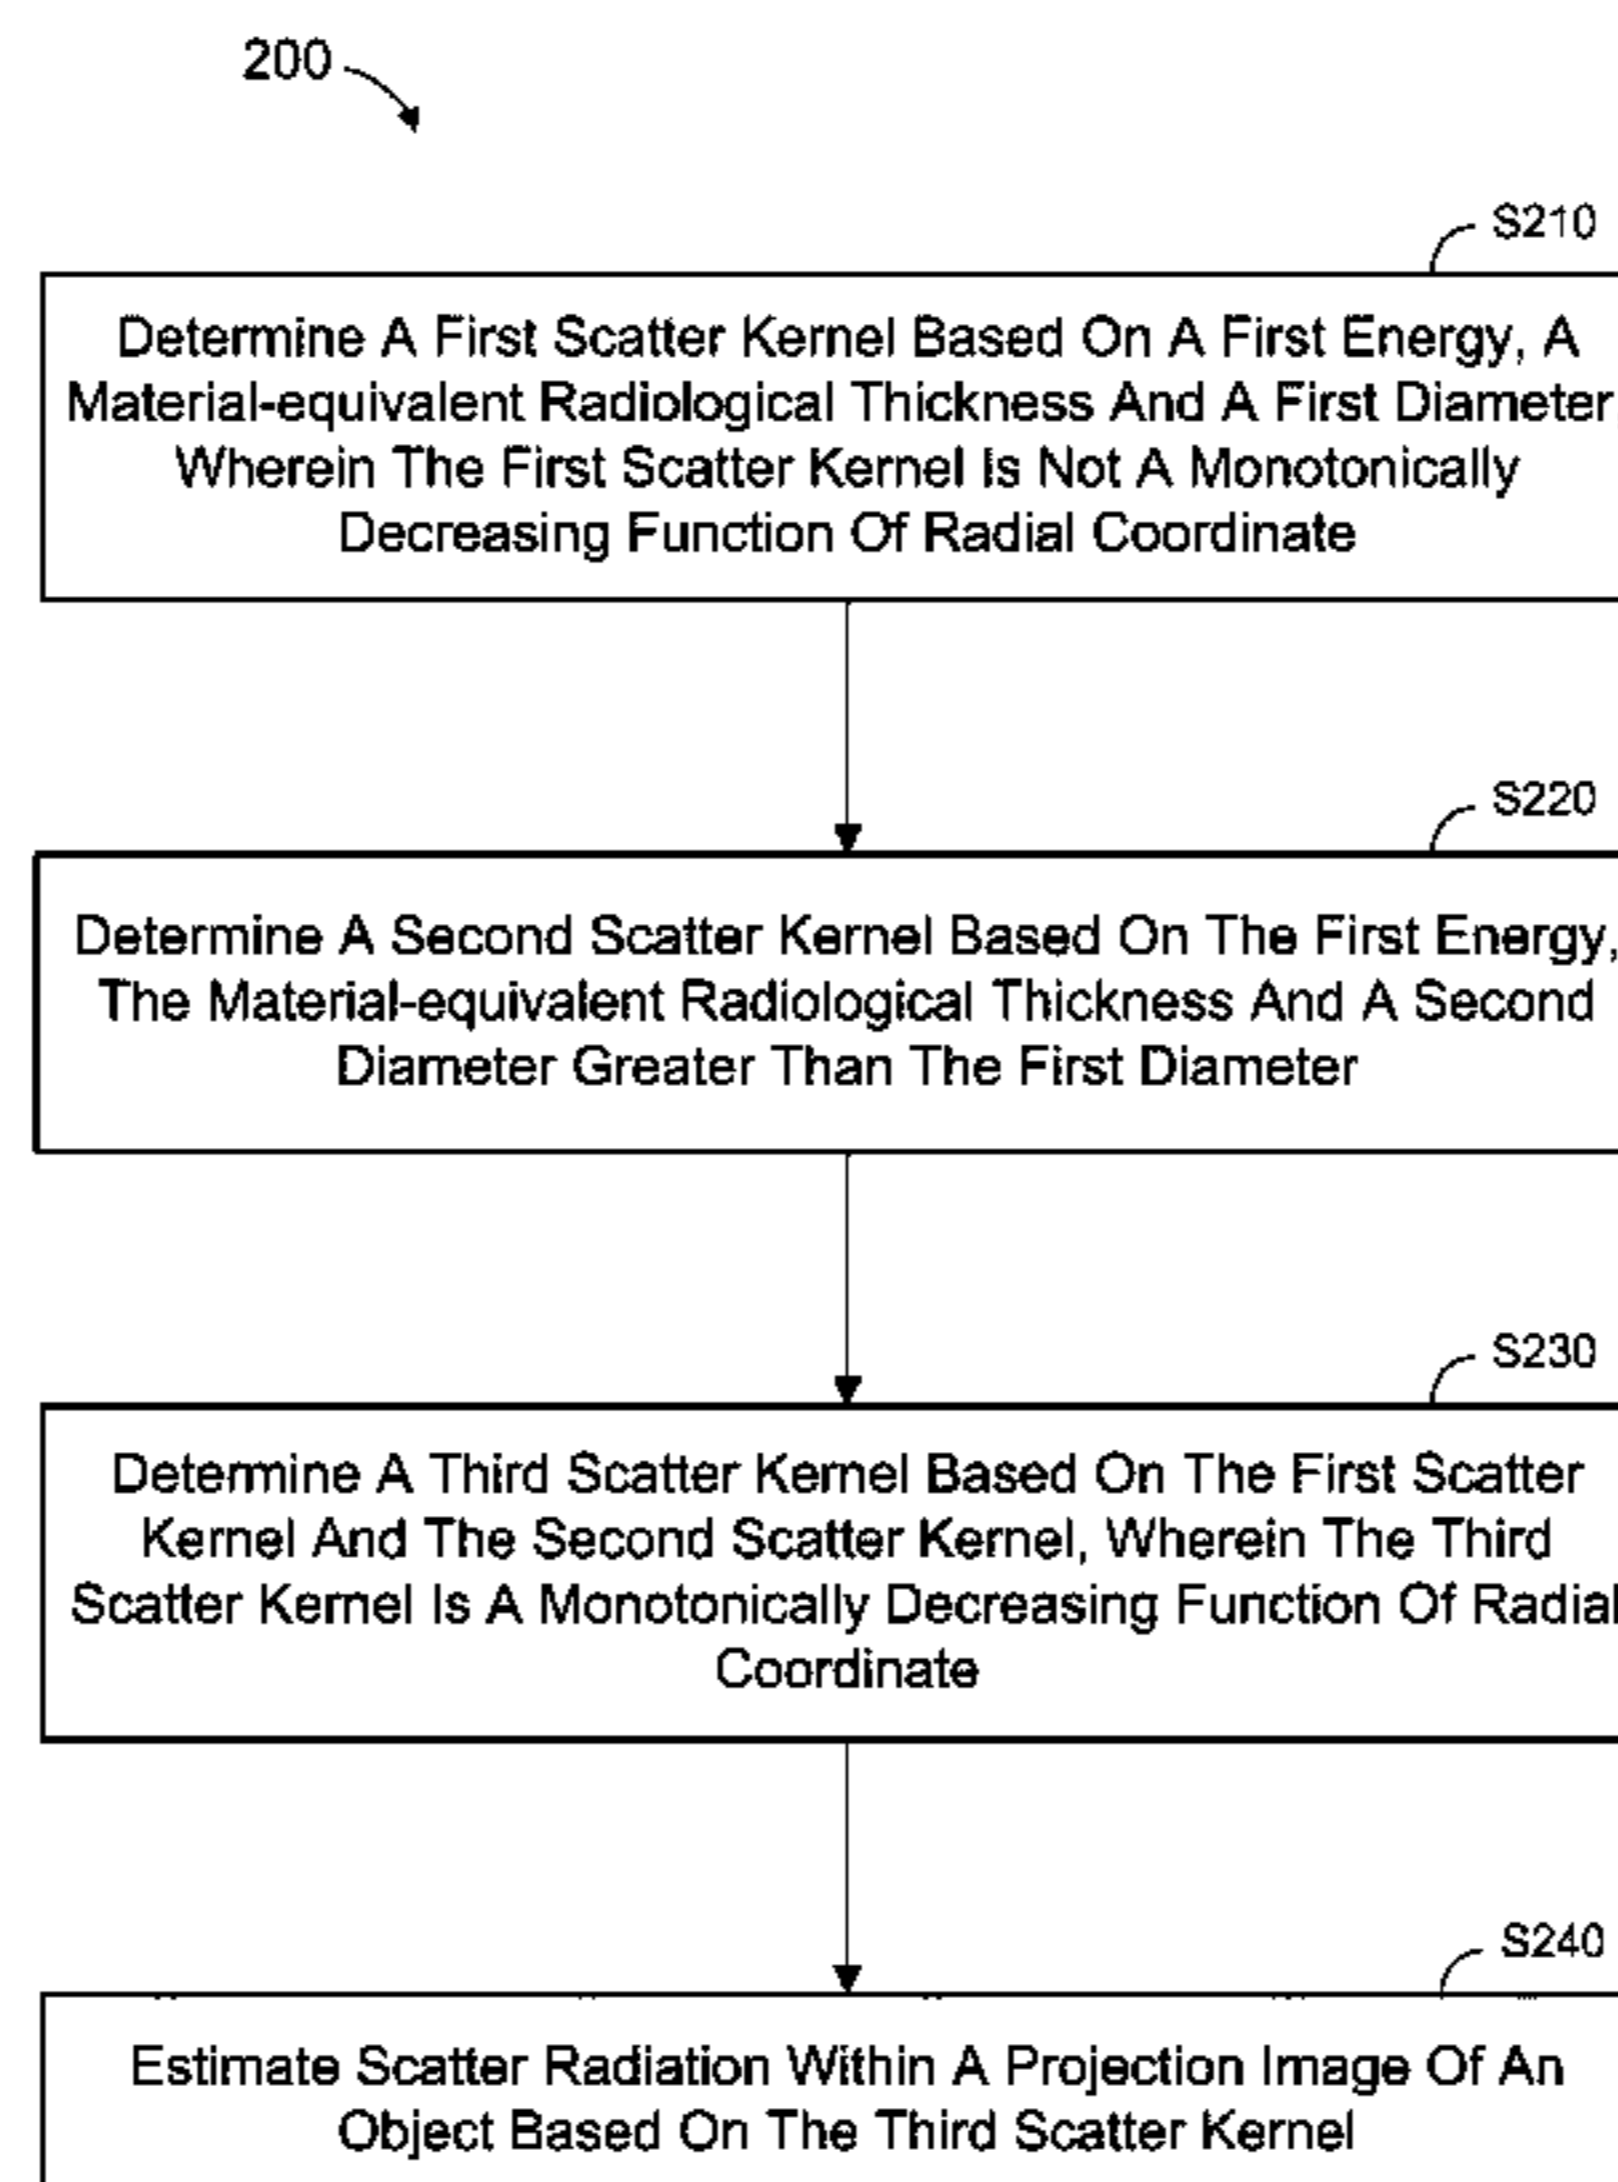 200
S210
Determine A First Scatter Kernel Based On A First Energy, A
Material-equivalent Radiological Thickness And A First Diameter,
Wherein The First Scatter Kernel Is Not A Monotonically
Decreasing Function Of Radial Coordinate
S220
Determine A Second Scatter Kernel Based On The First Energy,
The Material-equivalent Radiological Thickness And A Second
Diameter Greater Than The First Diameter
S230
Determine A Third Scatter Kernel Based On The First Scatter
Kernel And The Second Scatter Kernel, Wherein The Third
Scatter Kernel Is A Monotonically Decreasing Function Of Radial
Coordinate
S240
Estimate Scatter Radiation Within A Projection Image Of An
Object Based On The Third Scatter Kernel